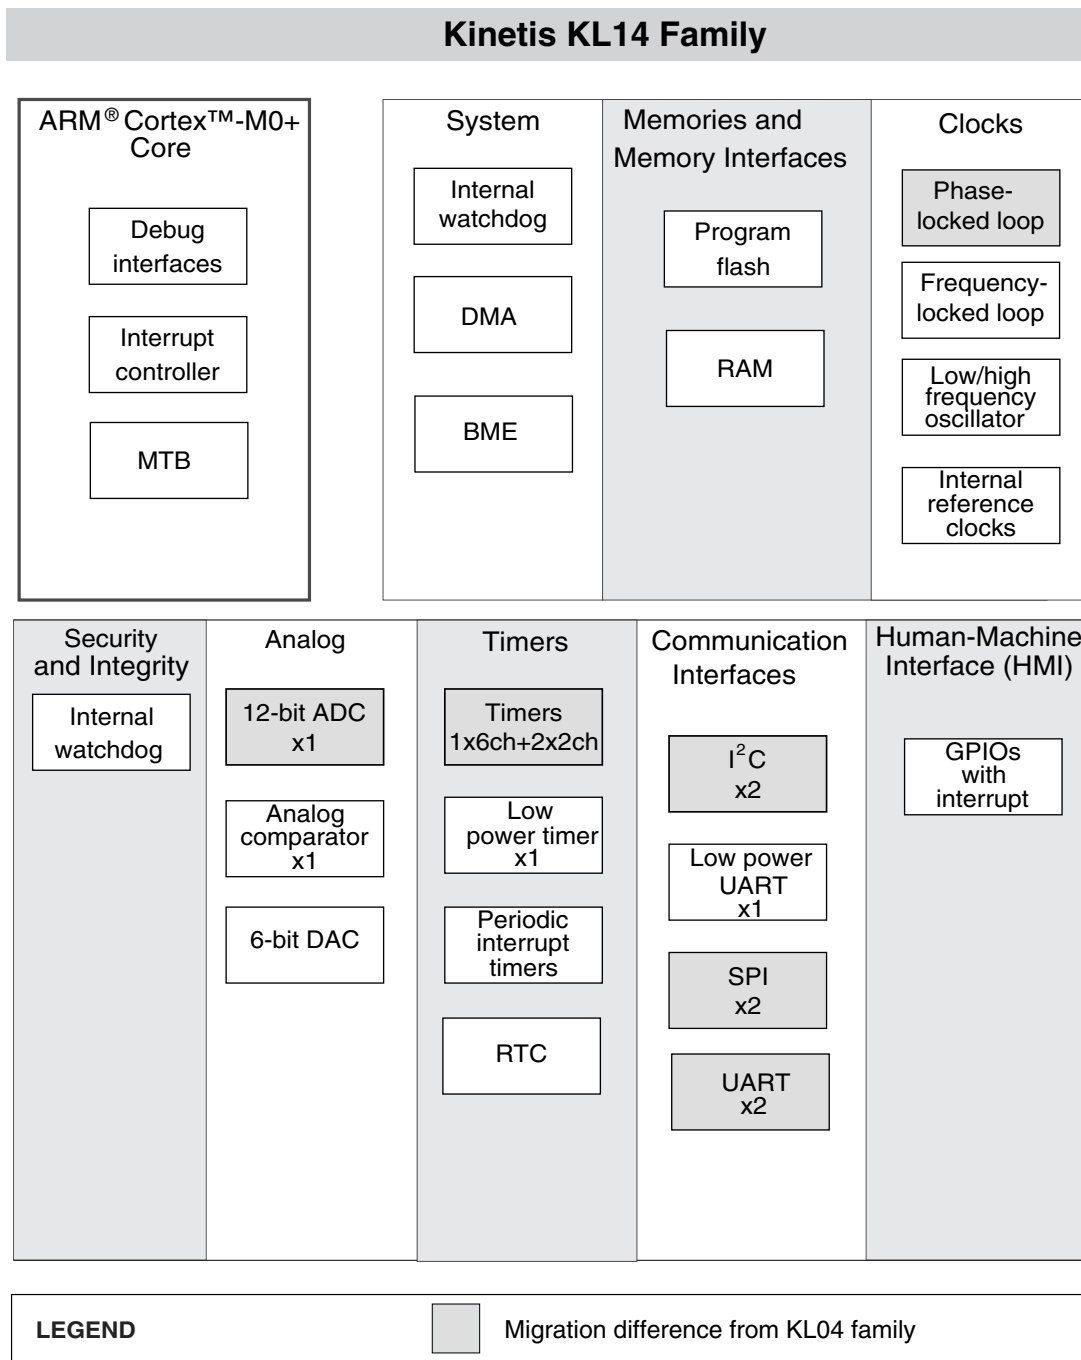 Kinetis KL14 Family
ARM® Cortex™-M0+
Core
Debug
interfaces
Interrupt
controller
MTB
System
Internal
watchdog
DMA
BME
Memories and
Memory Interfaces
Program
flash
RAM
Clocks
Phase-
locked loop
Frequency-
locked loop
Low/high
frequency
oscillator
Internal
reference
clocks
Security
and Integrity
Internal
watchdog
Analog
12-bit ADC
x1
Analog
comparator
x1
6-bit DAC
Timers
Timers
1x6ch+2x2ch
Low
power timer
x1
Periodic
interrupt
timers
RTC
Communication
Interfaces
I²C
x2
Low power
UART
x1
SPI
x2
UART
x2
Human-Machine
Interface (HMI)
GPIOs
with
interrupt
LEGEND
Migration difference from KL04 family